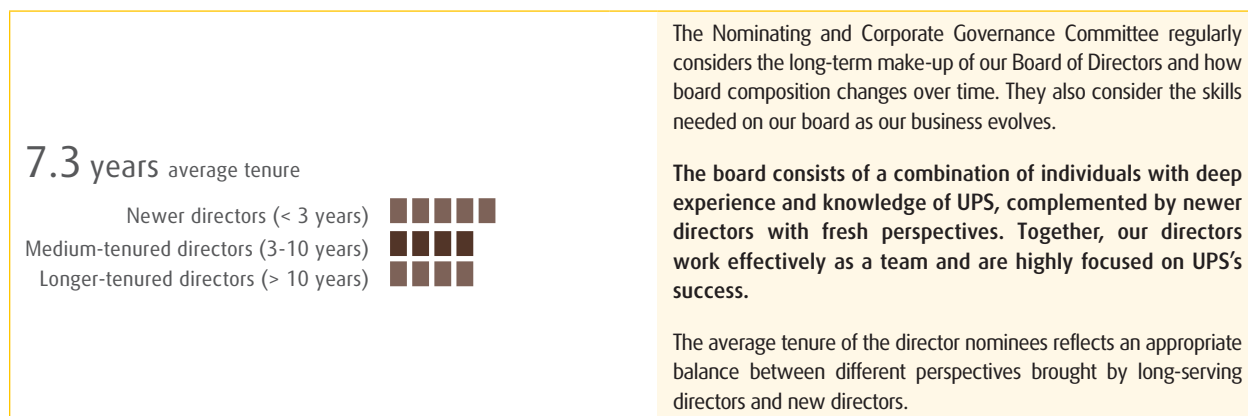 7.3 years average tenure
Newer directors (< 3 years)
Medium-tenured directors (3-10 years)
Longer-tenured directors (> 10 years)
The Nominating and Corporate Governance Committee regularly
considers the long-term make-up of our Board of Directors and how
board composition changes over time. They also consider the skills
needed on our board as our business evolves.
The board consists of a combination of individuals with deep
experience and knowledge of UPS, complemented by newer
directors with fresh perspectives. Together, our directors
work effectively as a team and are highly focused on UPS’s
success.
The average tenure of the director nominees reflects an appropriate
balance between different perspectives brought by long-serving
directors and new directors.